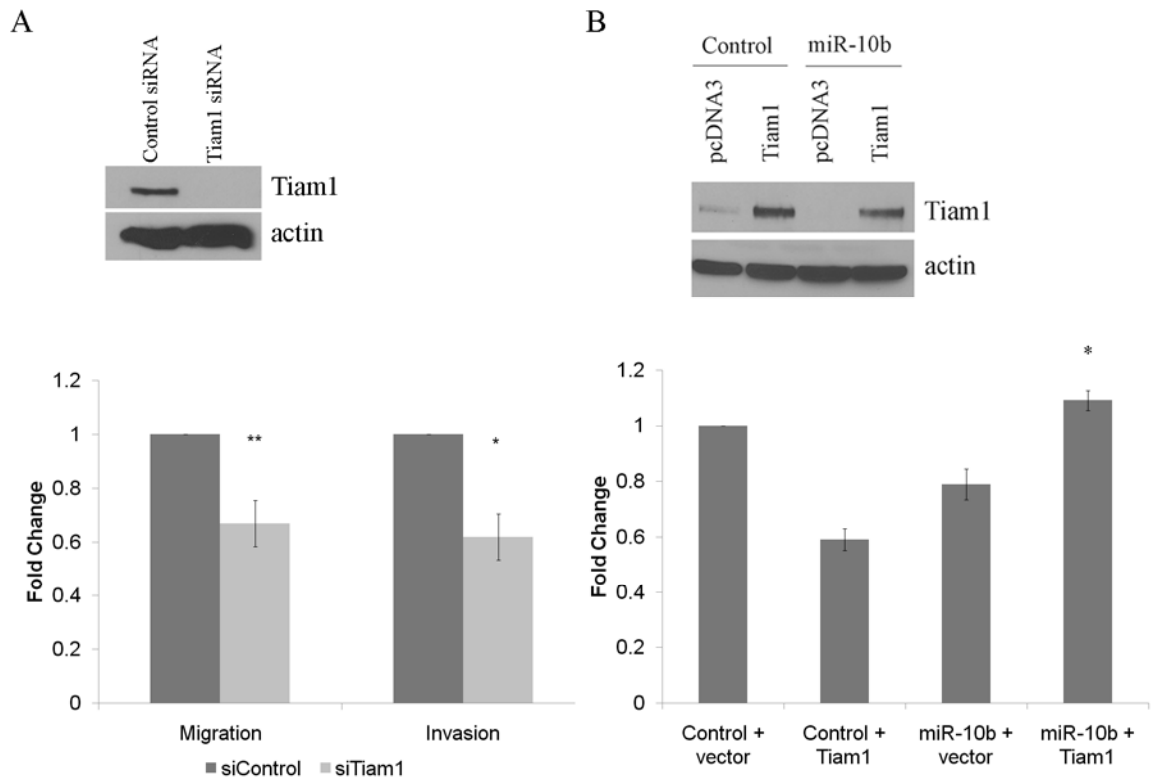 A
Control siRNA
Tiam1 siRNA
Tiam1
actin
Fold Change
1.2
1
0.8
0.6
0.4
0.2
0
**
*
Migration
Invasion
siControl
siTiam1
B
Control
miR-10b
pcDNA3
Tiam1
pcDNA3
Tiam1
Tiam1
actin
Fold Change
1.2
1
0.8
0.6
0.4
0.2
0
*
Control +
vector
Control +
Tiam1
miR-10b +
vector
miR-10b +
Tiam1